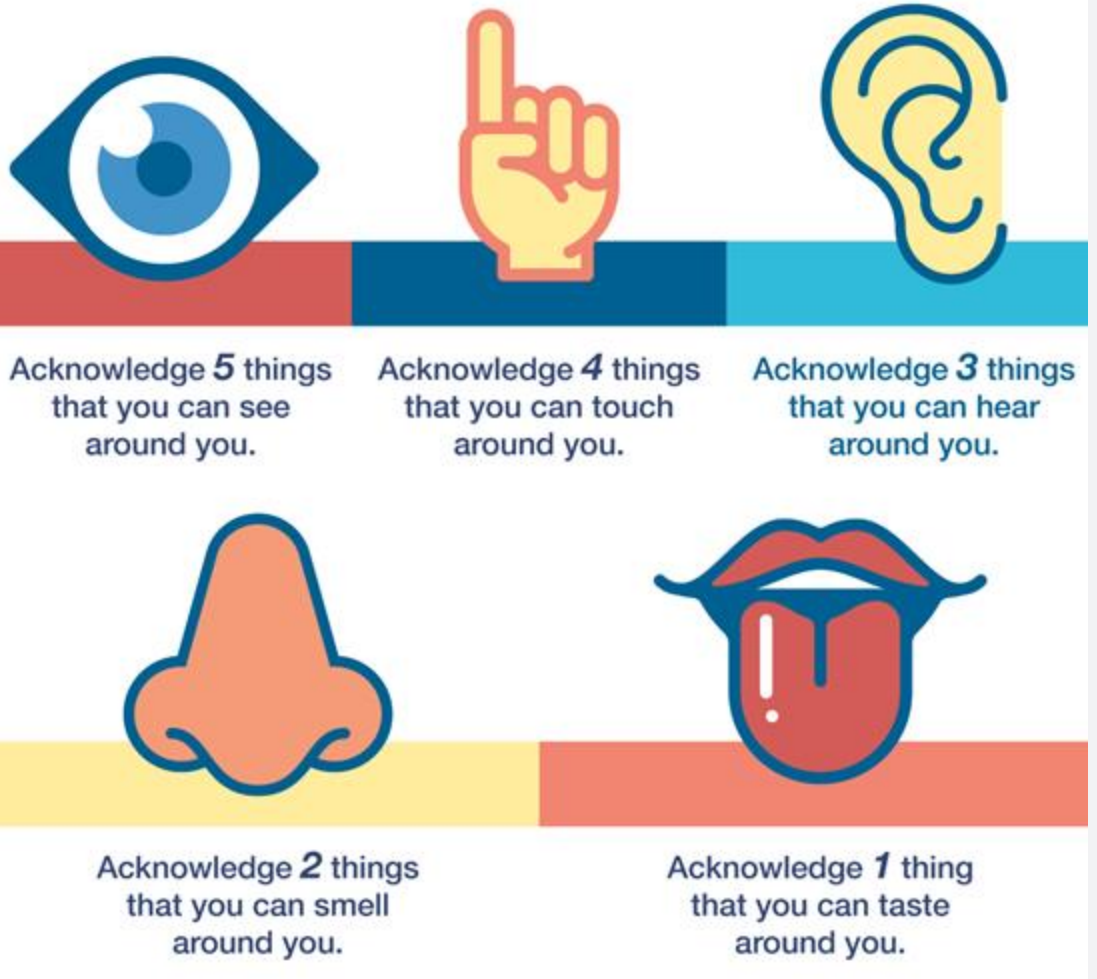 Acknowledge 5 things
that you can see
around you.
Acknowledge 4 things
that you can touch
around you.
Acknowledge 3 things
that you can hear
around you.
Acknowledge 2 things
that you can smell
around you.
Acknowledge 1 thing
that you can taste
around you.